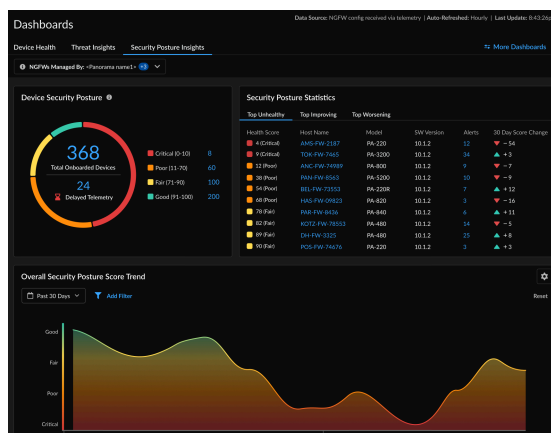 Dashboards
Data Source: NGFW config received via telemetry | Auto-Refreshed: Hourly | Last Update: 8:43:26p
Device Health Threat Insights Security Posture Insights
More Dashboards
NGFWs Managed By: <Panorama name1> +3
Device Security Posture
368
Total Onboarded Devices
24
Delayed Telemetry
Critical (0-10) 8
Poor (11-70) 60
Fair (71-90) 100
Good (91-100) 200
Security Posture Statistics
Top Unhealthy Top Improving Top Worsening
Health Score Host Name Model SW Version Alerts 30 Day Score Change
4 (Critical) AMS-FW-2187 PA-220 10.1.2 12 − 54
9 (Critical) TOK-FW-7465 PA-3200 10.1.2 34 + 3
12 (Poor) ANC-FW-74989 PA-800 10.1.2 9 − 7
38 (Poor) PAN-FW-8563 PA-5200 10.1.2 10 − 9
54 (Poor) BEL-FW-73553 PA-220R 10.1.2 7 + 12
68 (Poor) HAS-FW-09823 PA-820 10.1.2 3 − 16
78 (Fair) PAR-FW-8436 PA-840 10.1.2 6 + 11
82 (Fair) KOTZ-FW-78553 PA-480 10.1.2 14 − 5
89 (Fair) DH-FW-3325 PA-480 10.1.2 25 + 8
90 (Fair) POS-FW-74676 PA-220 10.1.2 3 + 3
Overall Security Posture Score Trend
Past 30 Days Add Filter Reset
Good
Fair
Poor
Critical